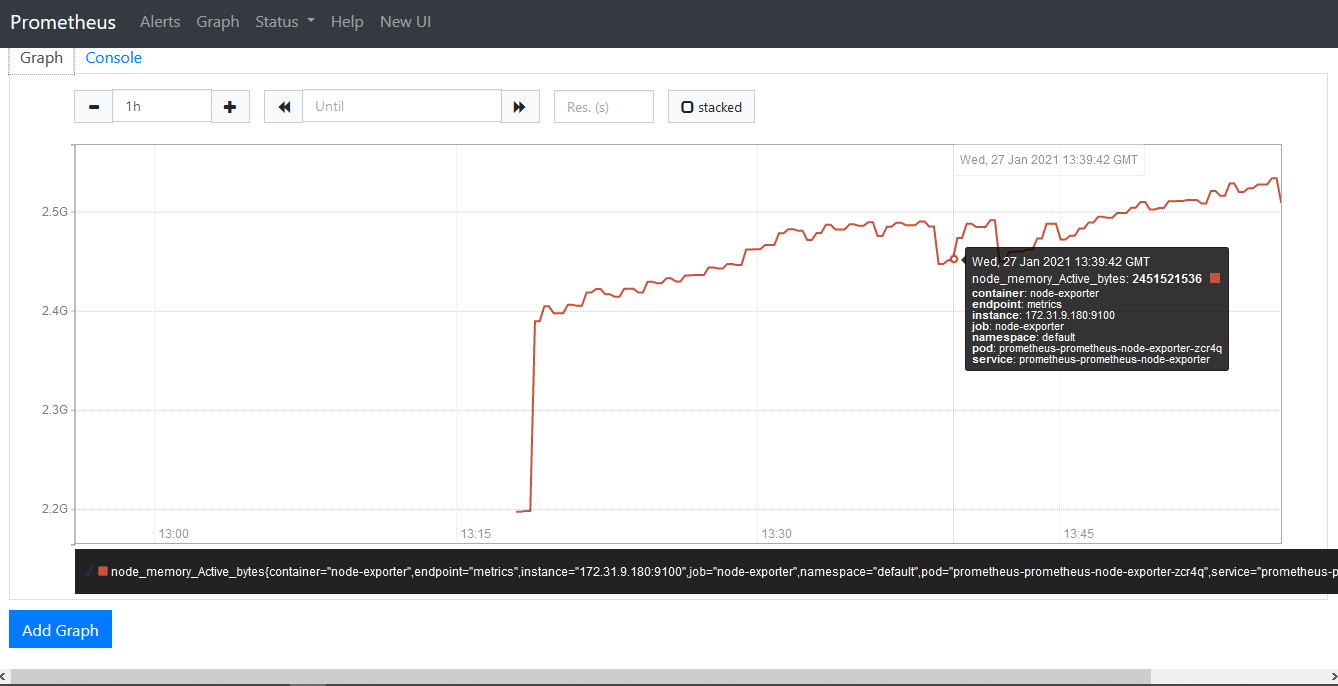 Prometheus Alerts Graph Status Help New UI
Graph Console
1h Until Res. (s) stacked
Wed, 27 Jan 2021 13:39:42 GMT
2.5G
2.4G
2.3G
2.2G
Wed, 27 Jan 2021 13:39:42 GMT
node_memory_Active_bytes: 2451521536
container: node-exporter
endpoint: metrics
instance: 172.31.9.180:9100
job: node-exporter
namespace: default
pod: prometheus-prometheus-node-exporter-zcr4q
service: prometheus-prometheus-node-exporter
13:00 13:15 13:30 13:45
node_memory_Active_bytes{container="node-exporter",endpoint="metrics",instance="172.31.9.180:9100",job="node-exporter",namespace="default",pod="prometheus-prometheus-node-exporter-zcr4q",service="prometheus-p
Add Graph